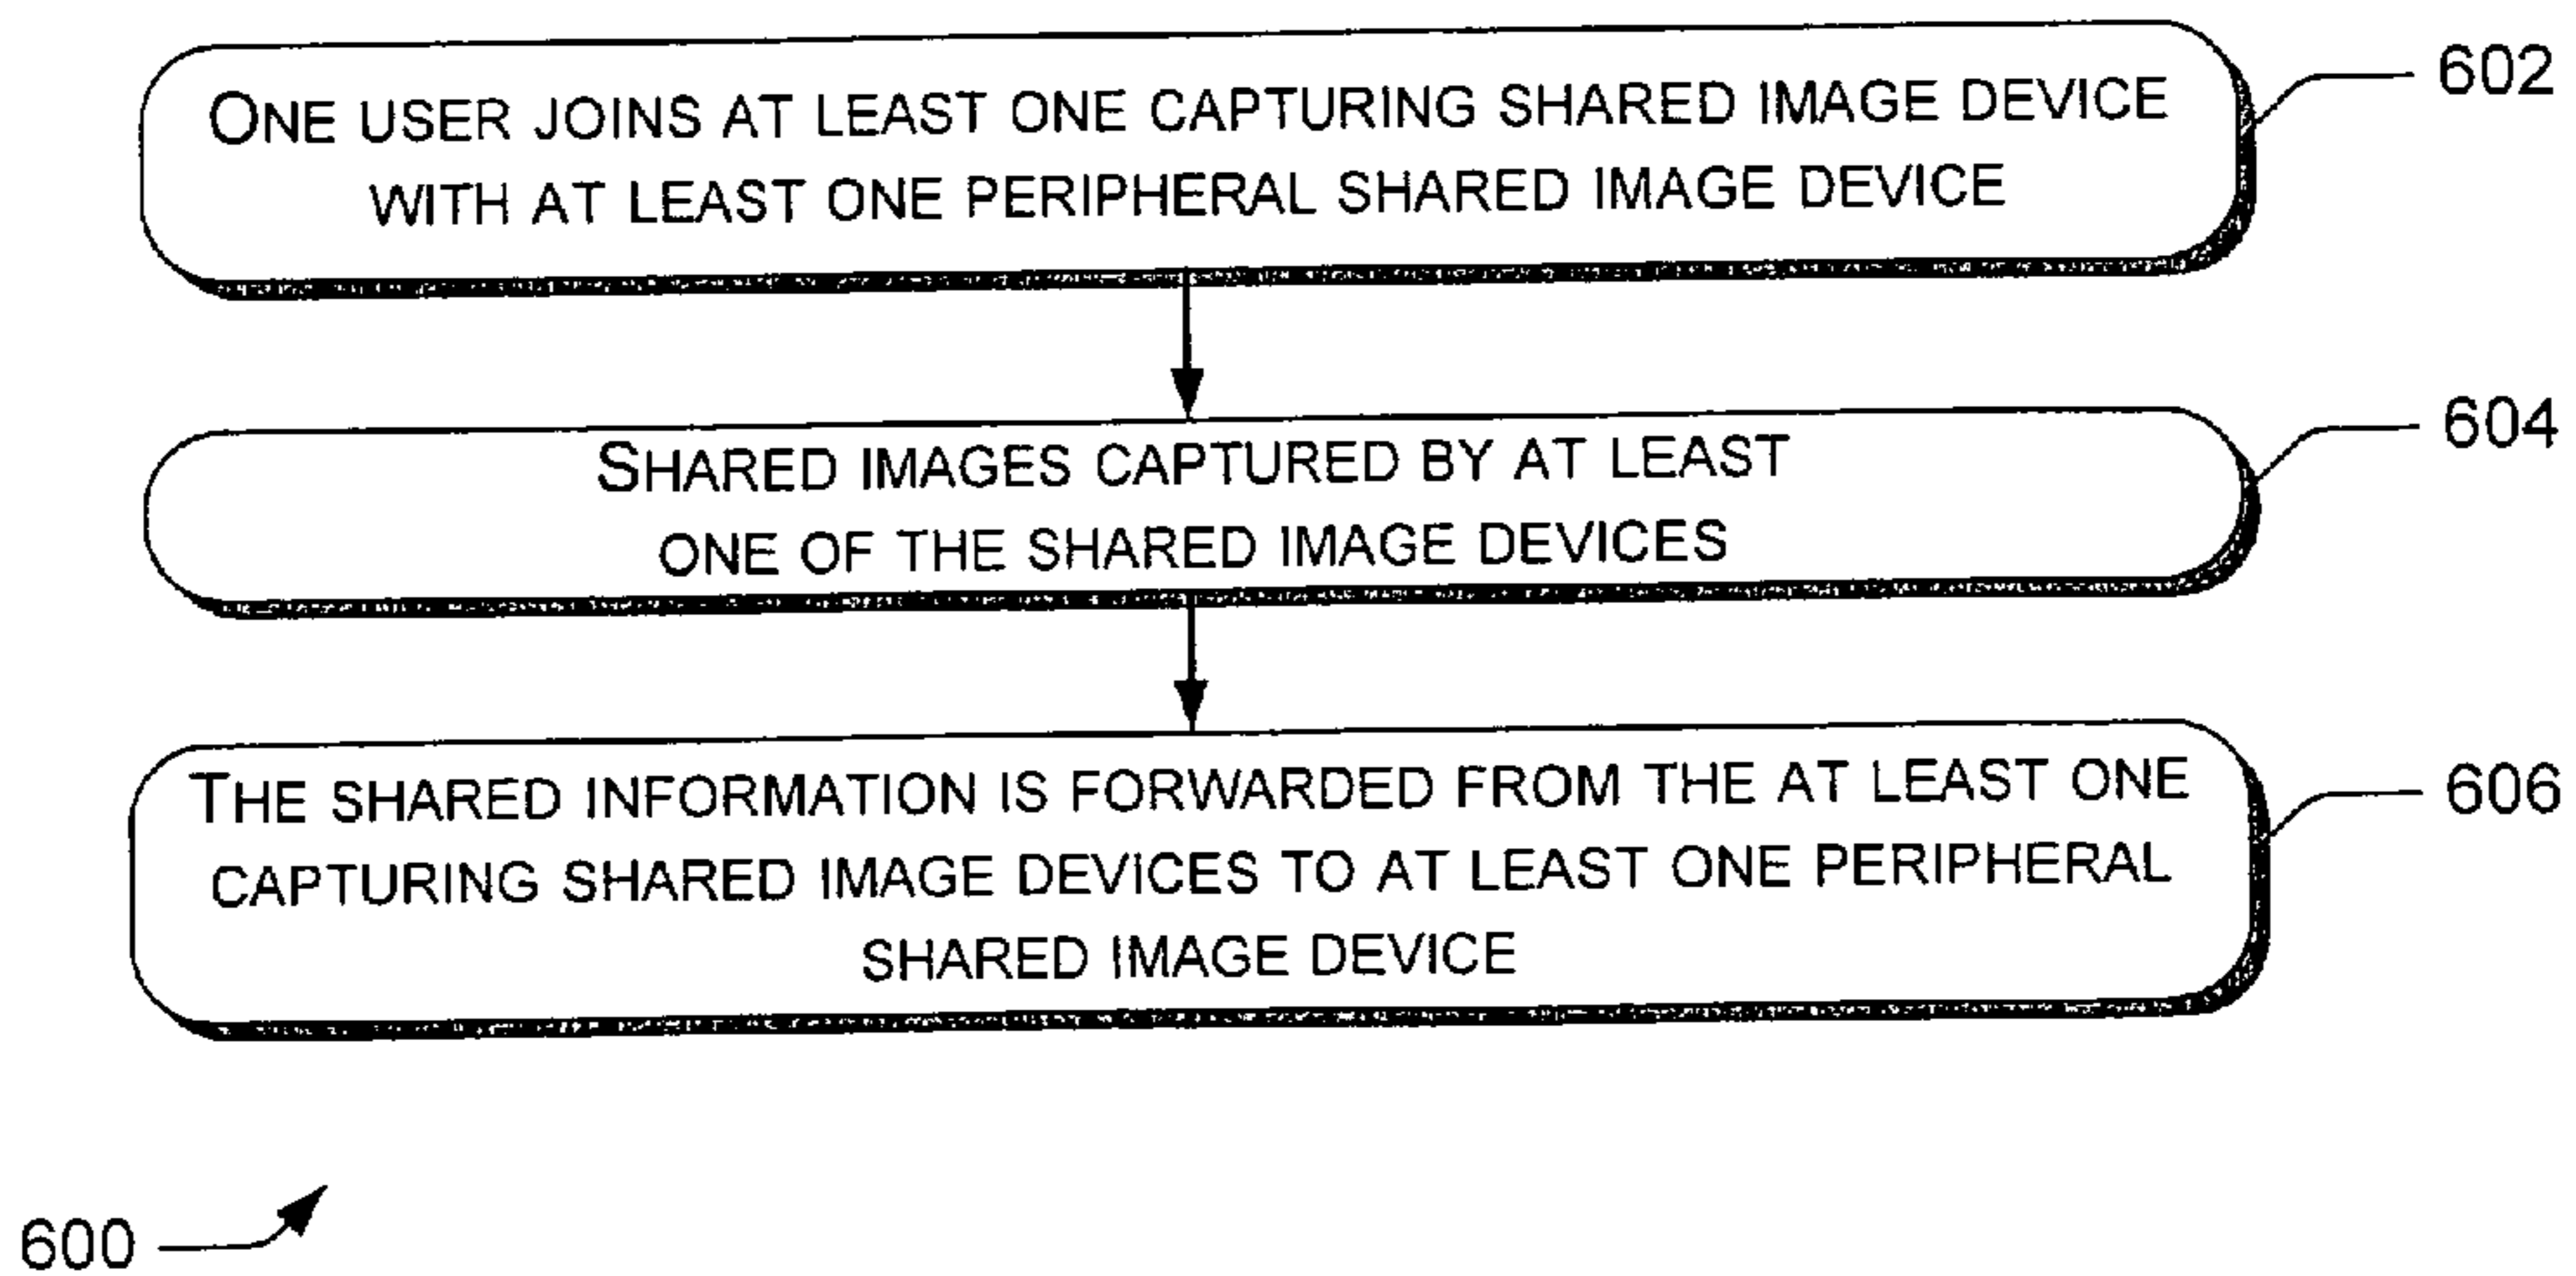 ONE USER JOINS AT LEAST ONE CAPTURING SHARED IMAGE DEVICE
WITH AT LEAST ONE PERIPHERAL SHARED IMAGE DEVICE
602
SHARED IMAGES CAPTURED BY AT LEAST
ONE OF THE SHARED IMAGE DEVICES
604
THE SHARED INFORMATION IS FORWARDED FROM THE AT LEAST ONE
CAPTURING SHARED IMAGE DEVICES TO AT LEAST ONE PERIPHERAL
SHARED IMAGE DEVICE
606
600